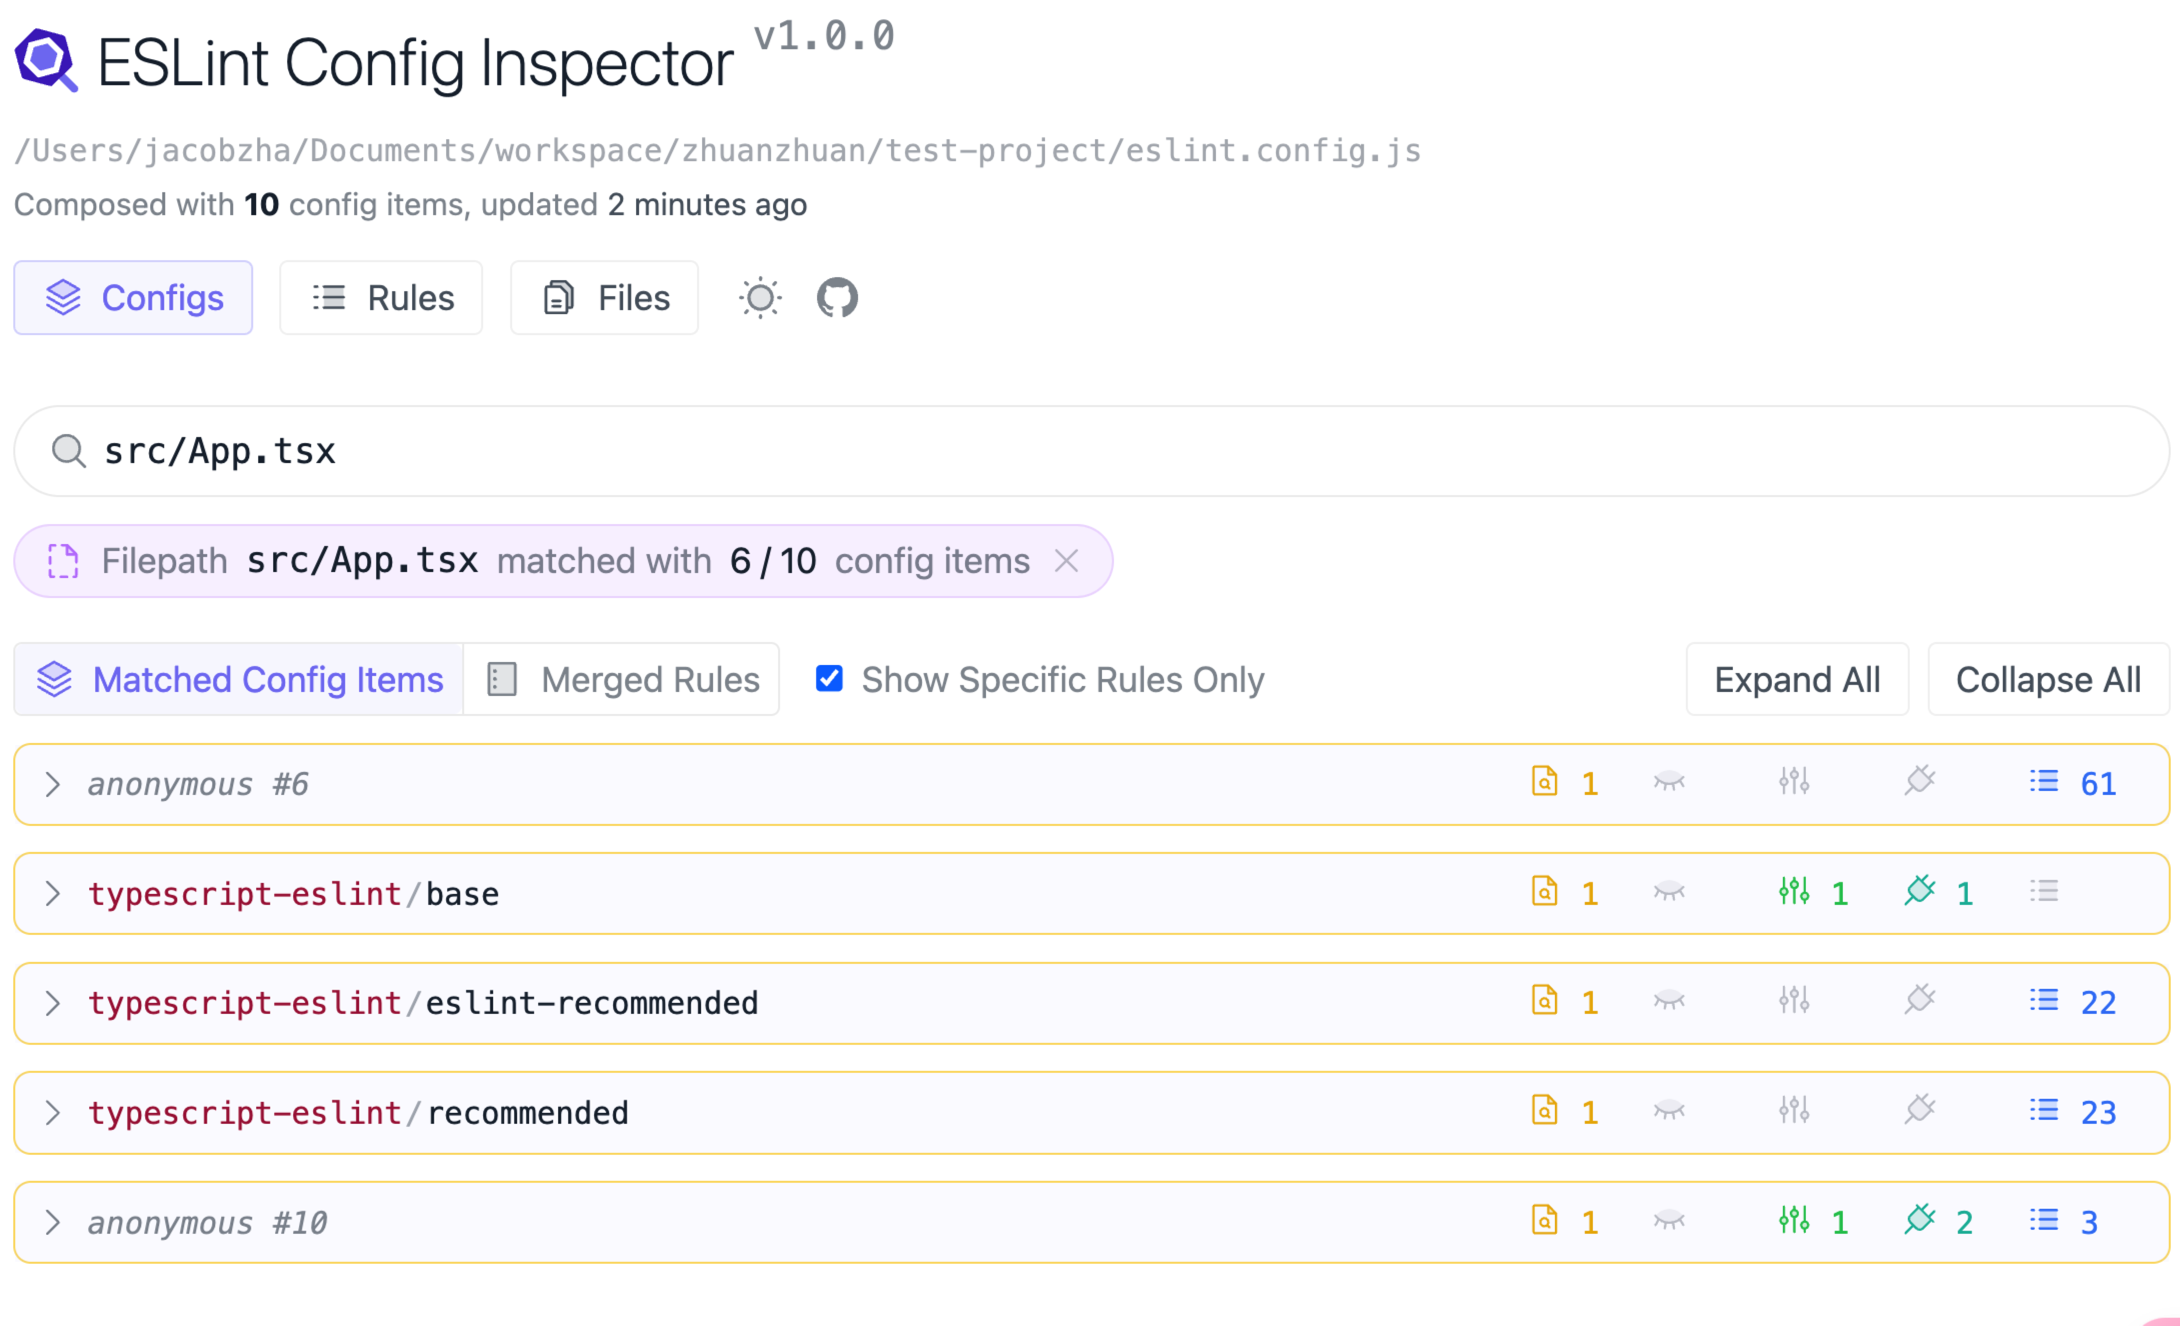 ESLint Config Inspector v1.0.0
/Users/jacobzha/Documents/workspace/zhuanzhuan/test-project/eslint.config.js
Composed with 10 config items, updated 2 minutes ago
Configs Rules Files
src/App.tsx
Filepath src/App.tsx matched with 6 / 10 config items
Matched Config Items Merged Rules Show Specific Rules Only Expand All Collapse All
anonymous #6 1 61
typescript-eslint/base 1 1 1
typescript-eslint/eslint-recommended 1 22
typescript-eslint/recommended 1 23
anonymous #10 1 1 2 3